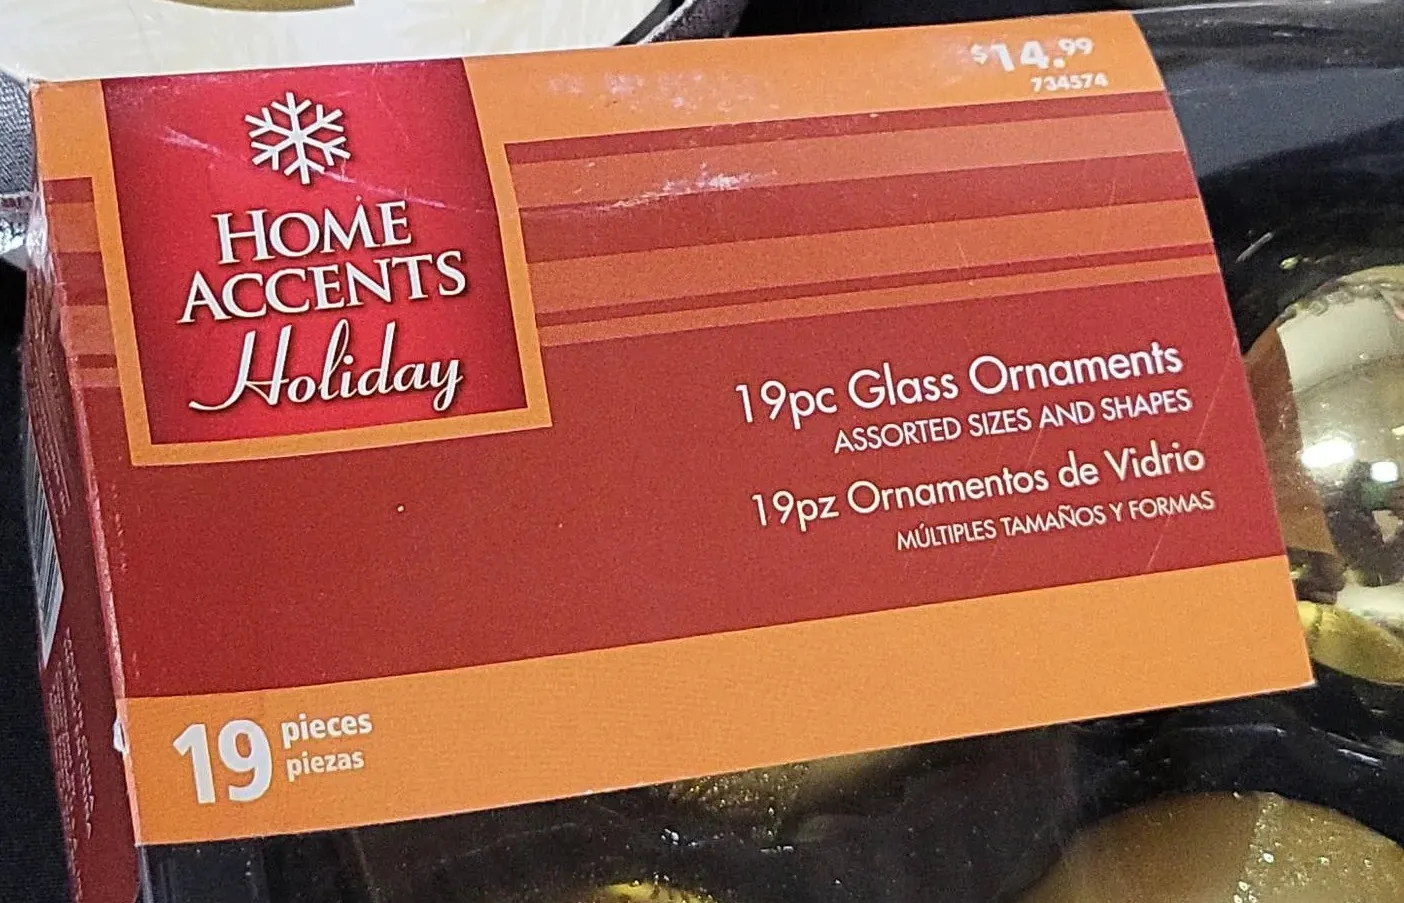 $14.99
734574
HOME
ACCENTS
Holiday
19pc Glass Ornaments
ASSORTED SIZES AND SHAPES
19pz Ornamentos de Vidrio
MÚLTIPLES TAMAÑOS Y FORMAS
19 pieces
piezas